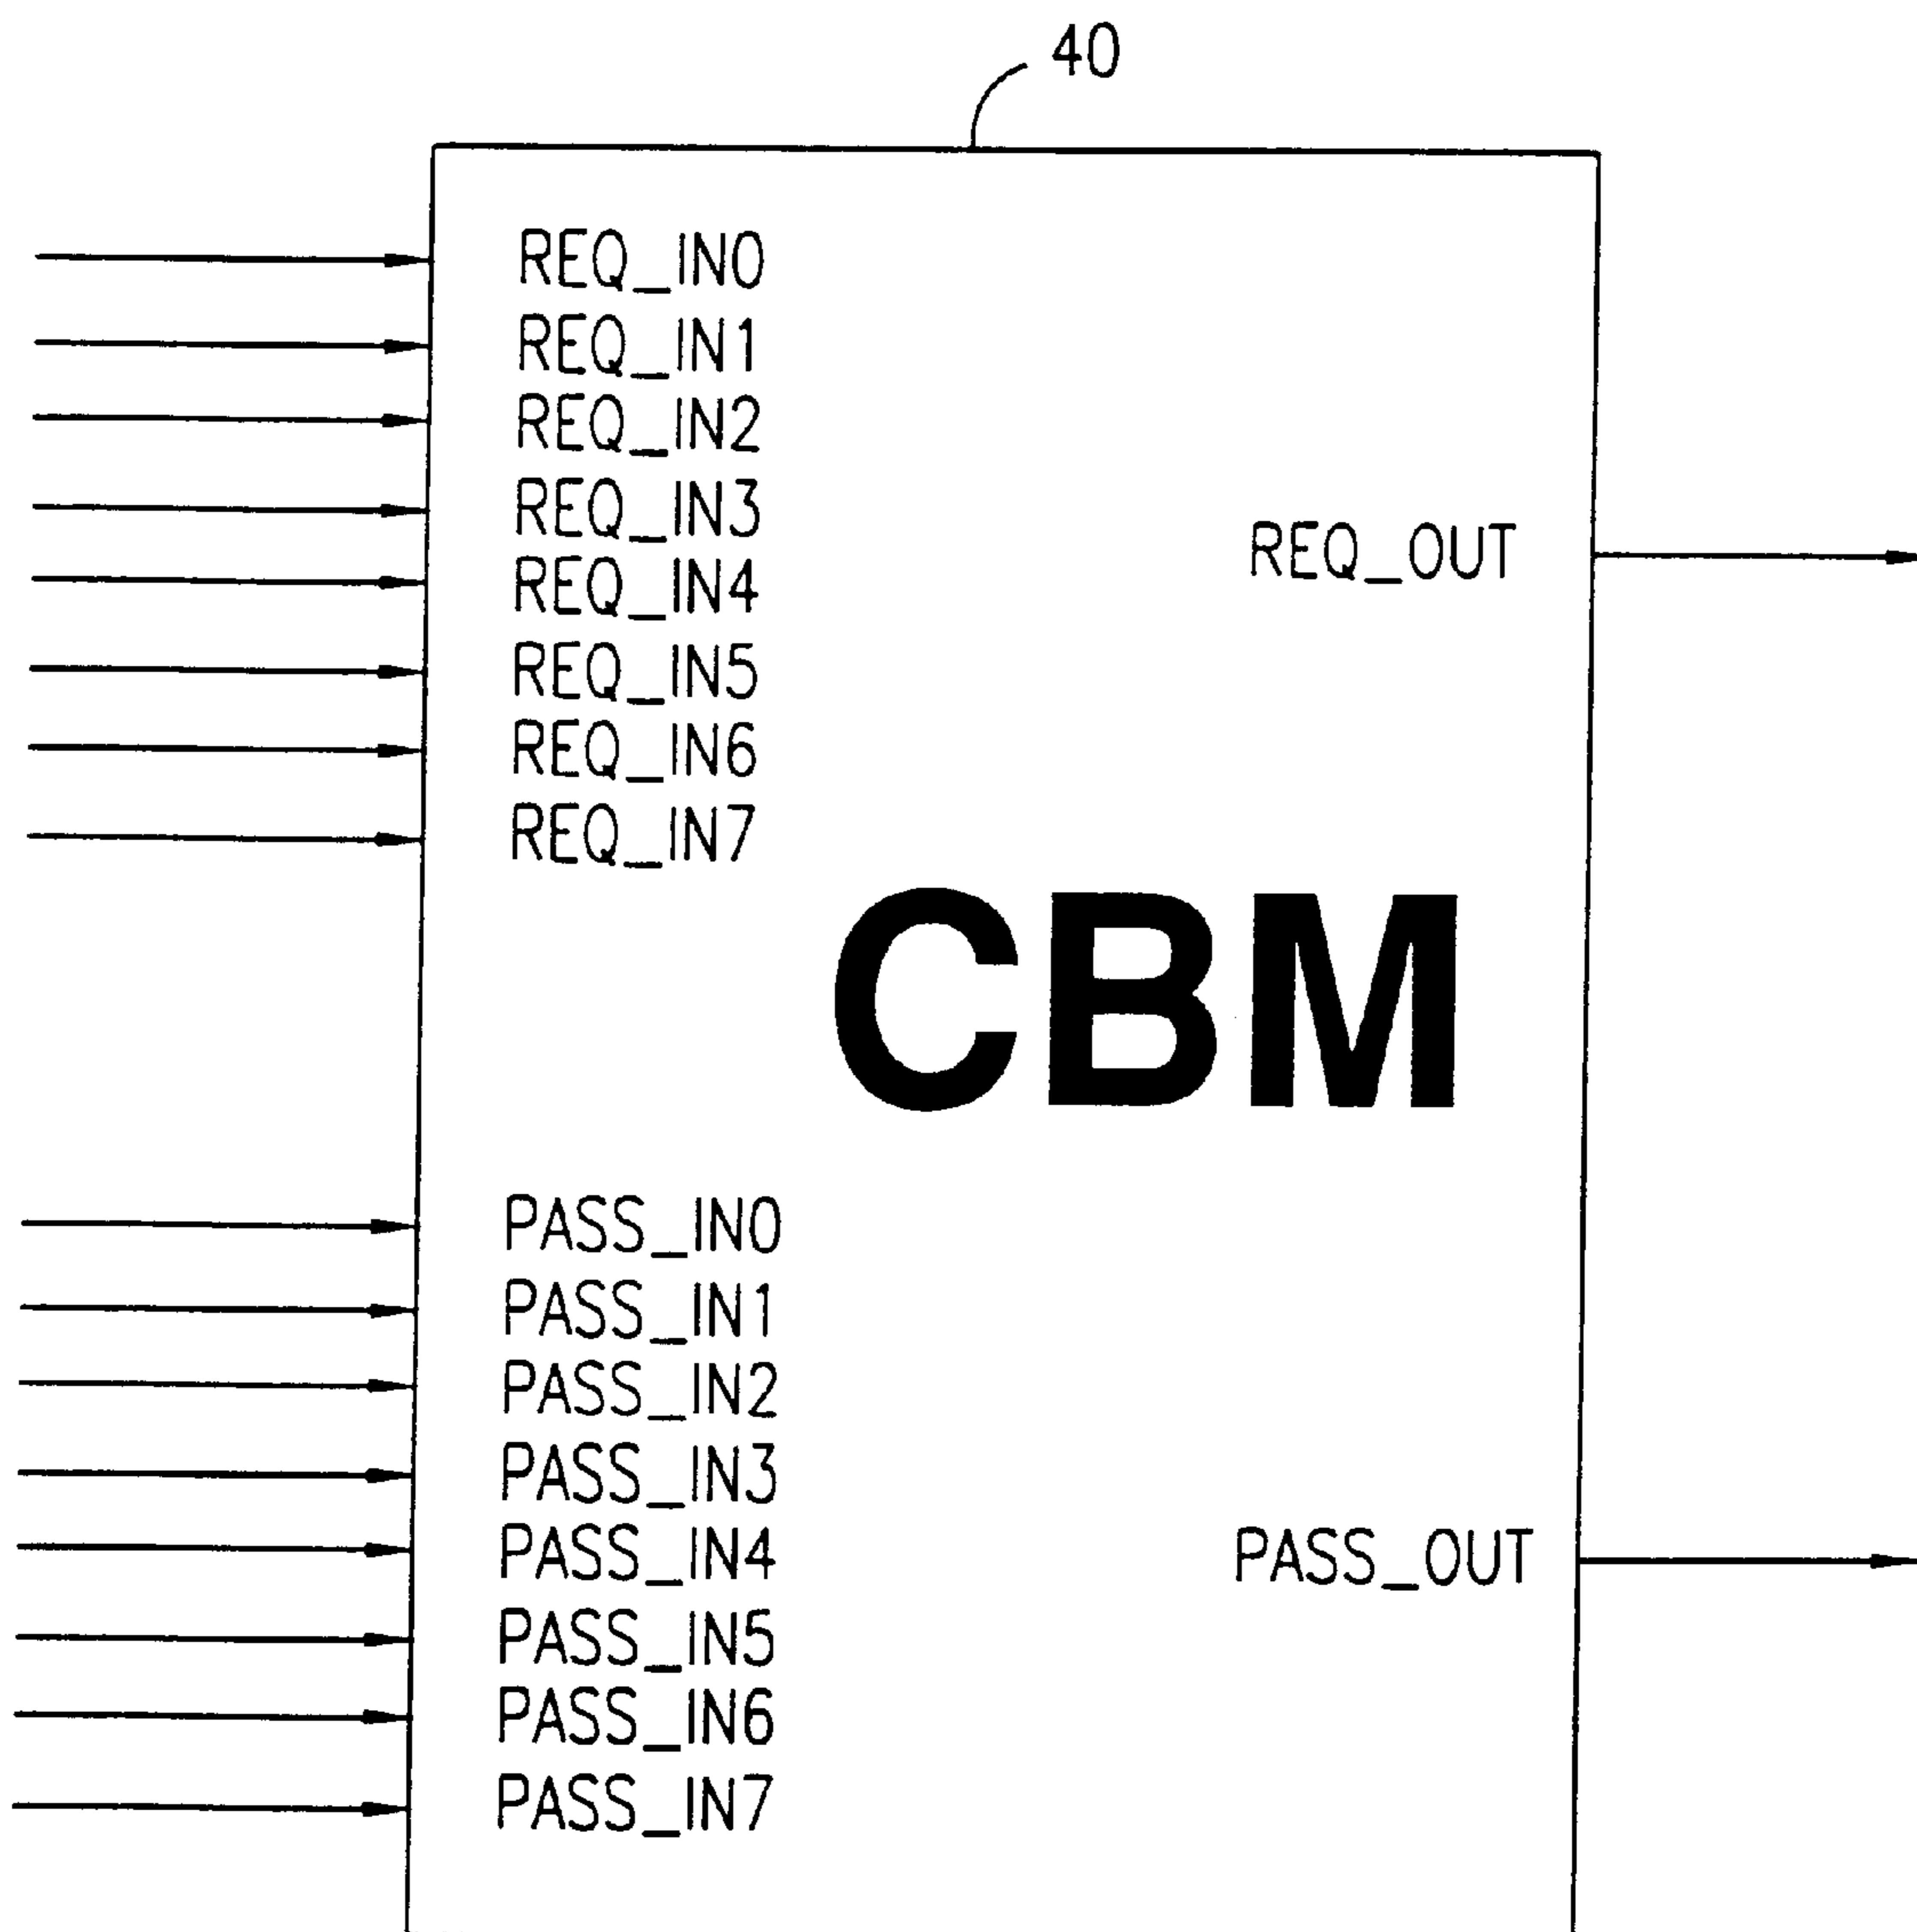 40
REQ_IN0
REQ_IN1
REQ_IN2
REQ_IN3
REQ_OUT
REQ_IN4
REQ_IN5
REQ_IN6
REQ_IN7
CBM
PASS_IN0
PASS_IN1
PASS_IN2
PASS_IN3
PASS_IN4
PASS_OUT
PASS_IN5
PASS_IN6
PASS_IN7